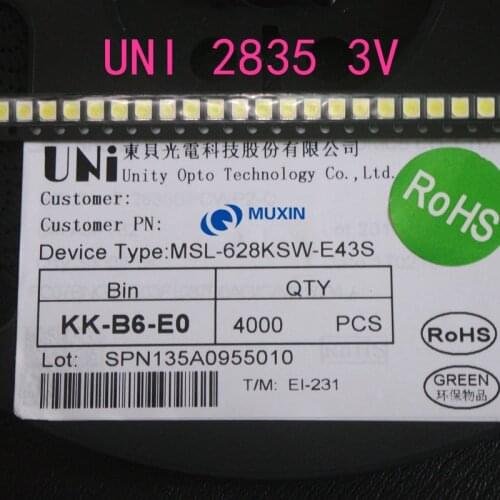 UNI 2835 3V
UNi 東貝光電科技股份有限公司
Unity Opto Technology Co.,Ltd.
RoHS
Customer:
Customer PN:
MUXIN
Device Type:MSL-628KSW-E43S
Bin QTY
KK-B6-E0 4000 PCS
Lot: SPN135A0955010
T/M: EI-231
RoHS
GREEN
环保物品